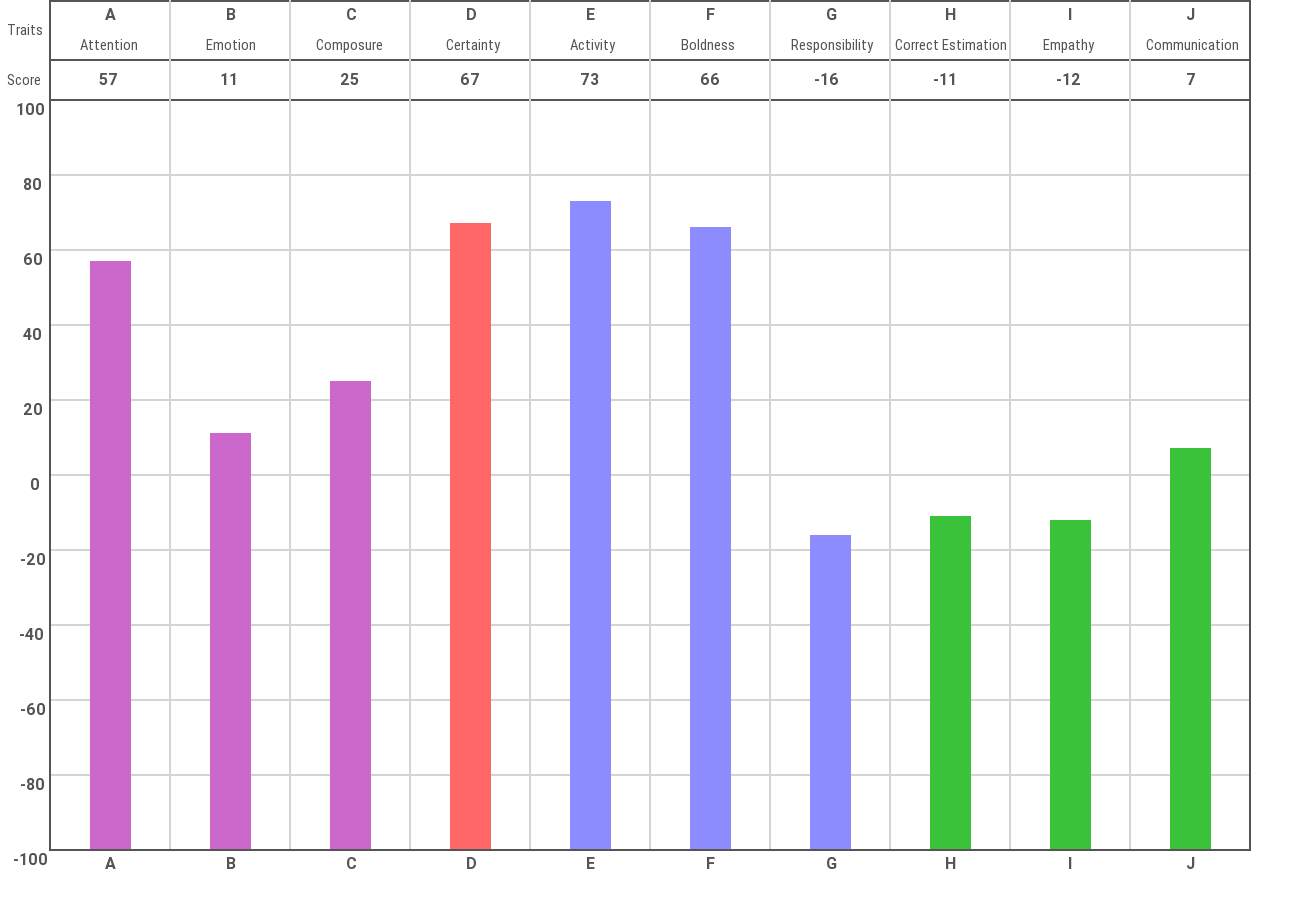 A B C D E F G H I J
Traits
Attention Emotion Composure Certainty Activity Boldness Responsibility Correct Estimation Empathy Communication
Score 57 11 25 67 73 66 -16 -11 -12 7
100
80
60
40
20
0
-20
-40
-60
-80
-100
A B C D E F G H I J